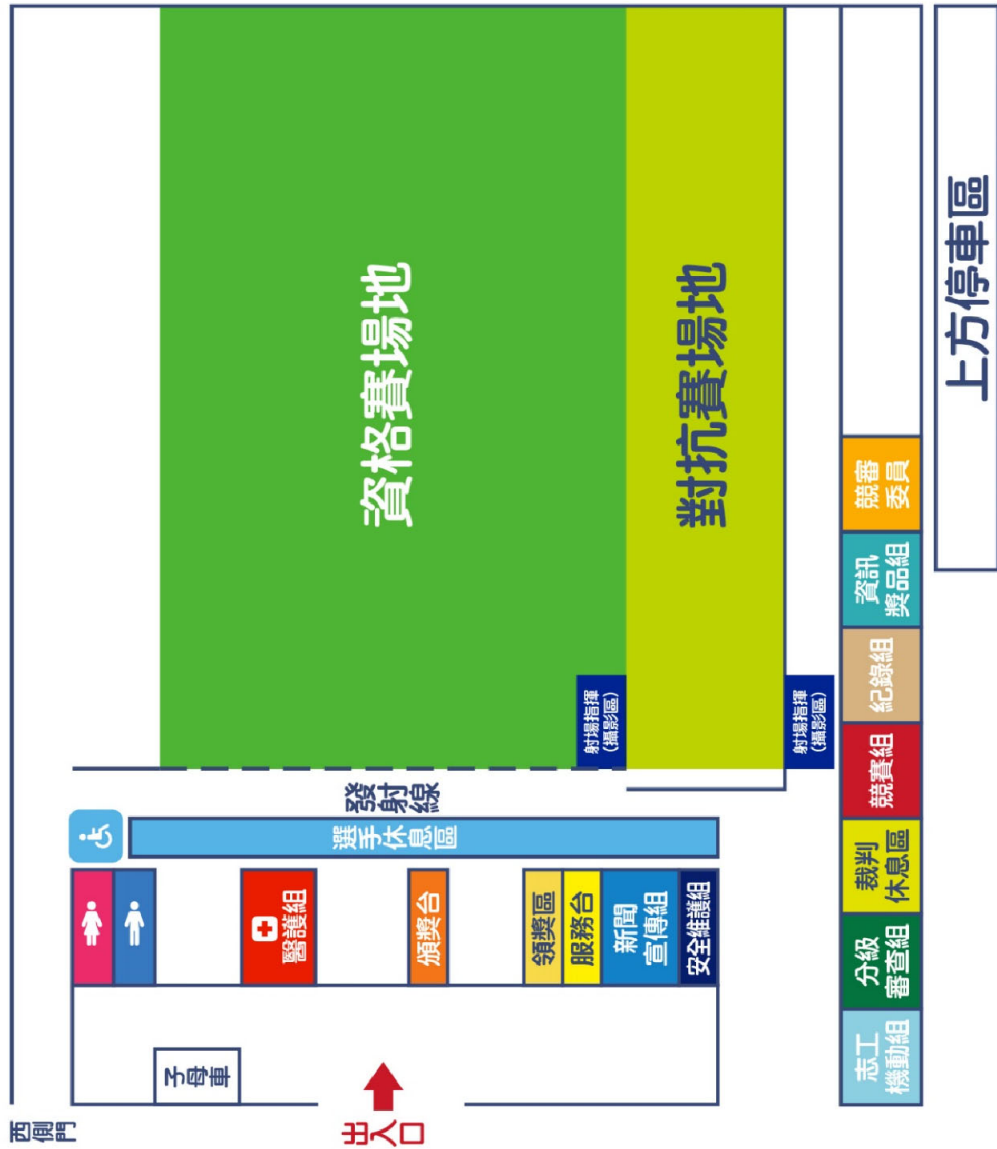 資格賽場地
對抗賽場地
上方停車區
射場指揮
(攝影區)
射場指揮
(攝影區)
發射線
選手休息區
醫護組
頒獎台
領獎區
服務台
新聞
宣傳組
安全維護組
子母車
西側門
出入口
志工
機動組
分級
審查組
裁判
休息區
競賽組
紀錄組
資訊
獎品組
競審
委員